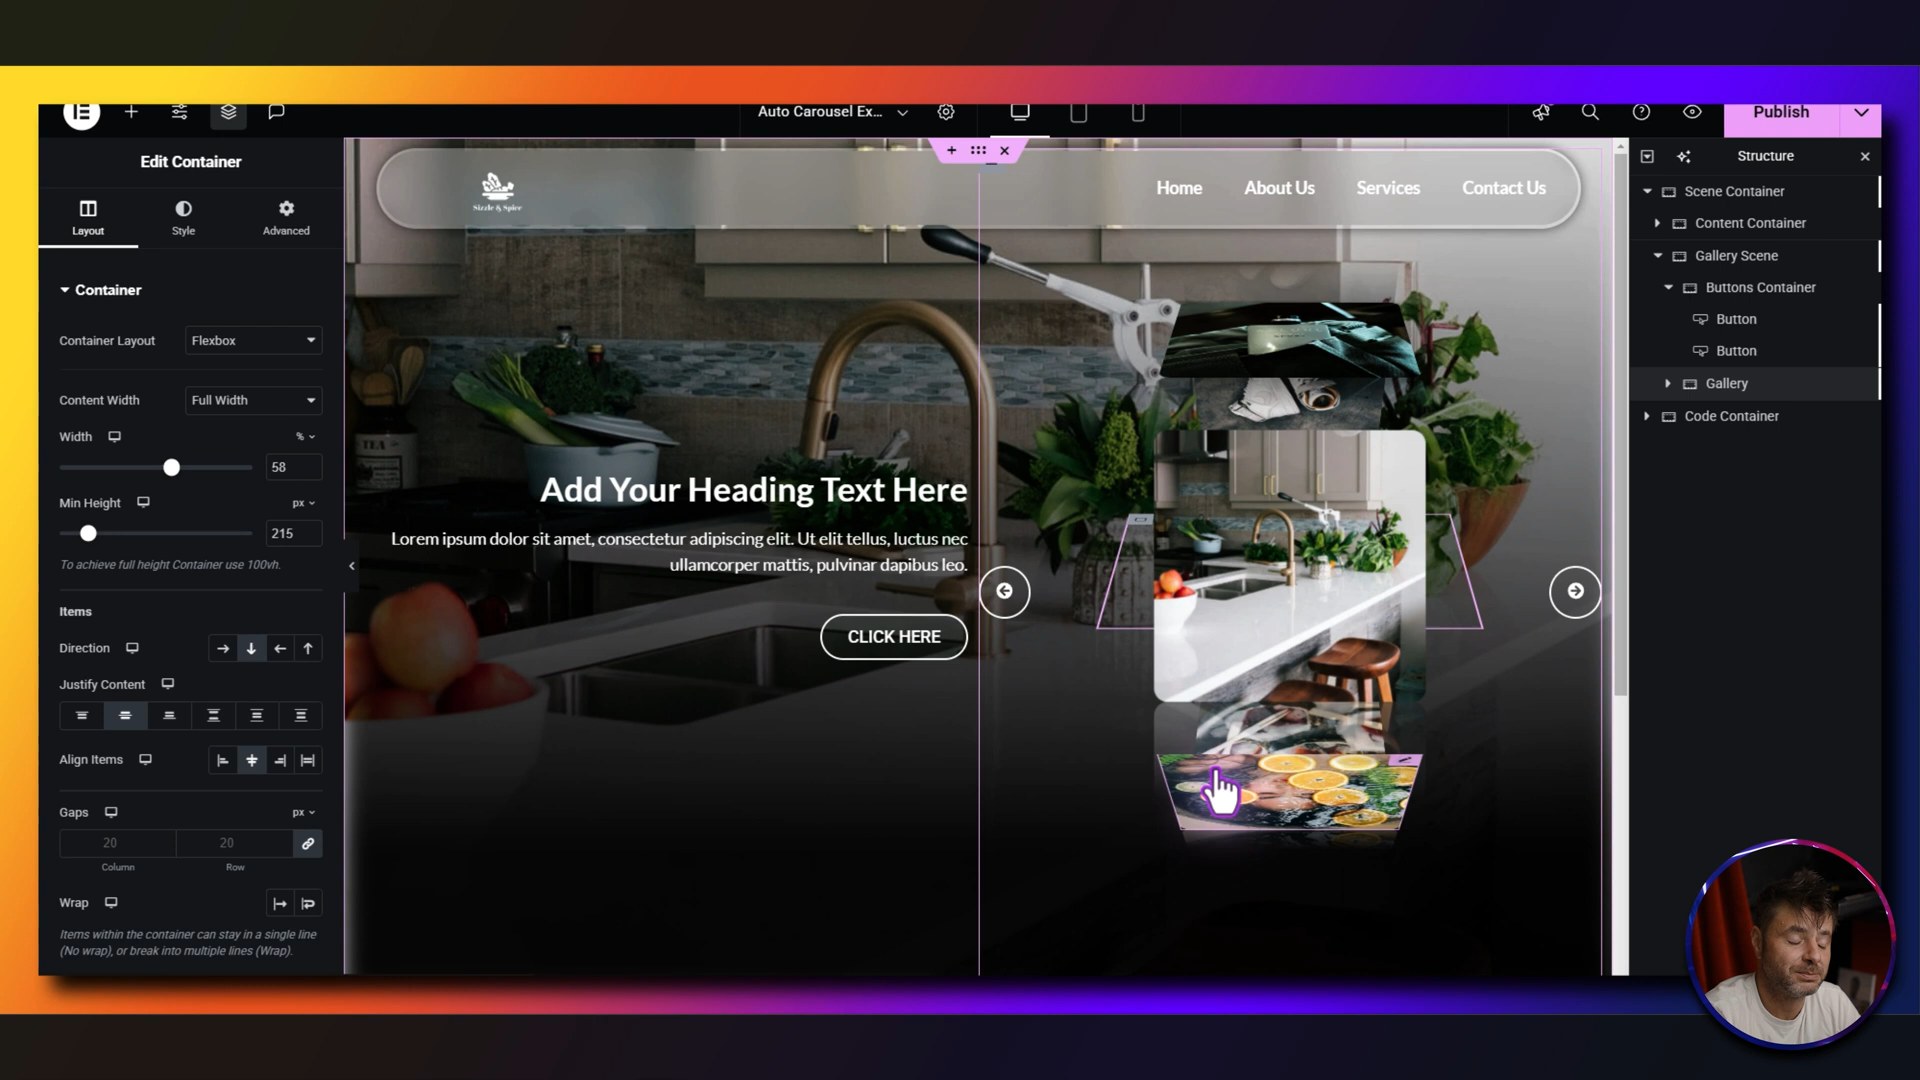 Auto Carousel Ex...
Publish
Edit Container
Layout
Style
Advanced
Container
Container Layout
Flexbox
Content Width
Full Width
Width
%
58
Min Height
px
215
To achieve full height Container use 100vh.
Items
Direction
Justify Content
Align Items
Gaps
px
20
20
Column
Row
Wrap
Items within the container can stay in a single line
(No wrap), or break into multiple lines (Wrap).
Sizzle & Spice
Home
About Us
Services
Contact Us
TEA
Add Your Heading Text Here
Lorem ipsum dolor sit amet, consectetur adipiscing elit. Ut elit tellus, luctus nec
ullamcorper mattis, pulvinar dapibus leo.
CLICK HERE
Structure
Scene Container
Content Container
Gallery Scene
Buttons Container
Button
Button
Gallery
Code Container